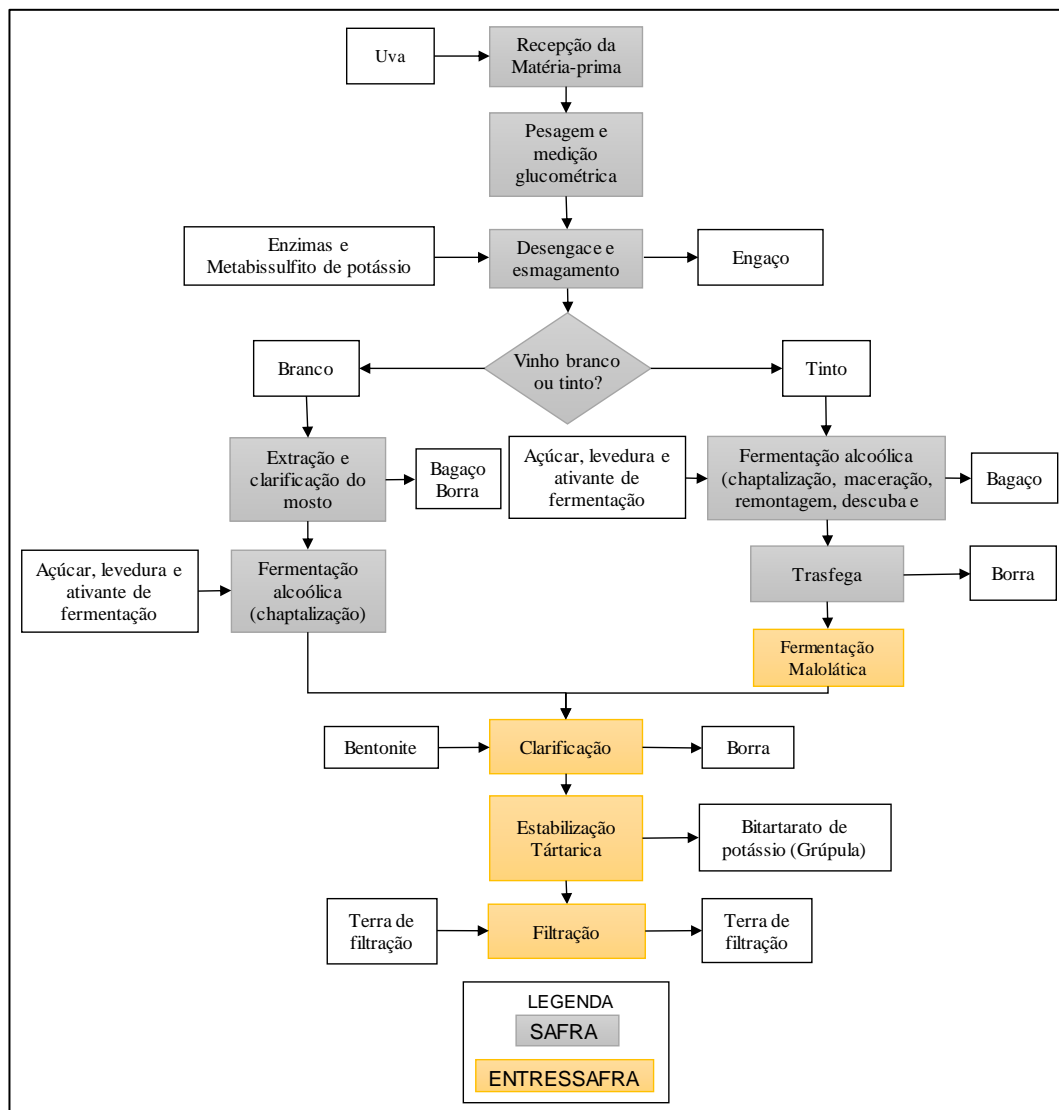 Uva
Recepção da
Matéria-prima
Pesagem e
medição
glucométrica
Enzimas e
Metabissulfito de potássio
Desengace e
esmagamento
Engaço
Vinho branco
ou tinto?
Branco
Tinto
Extração e
clarificação do
mosto
Bagaço
Borra
Açúcar, levedura e
ativante de
fermentação
Fermentação alcoólica
(chaptalização, maceração,
remontagem, descuba e
Bagaço
Açúcar, levedura e
ativante de
fermentação
Fermentação
alcoólica
(chaptalização)
Trasfega
Borra
Fermentação
Malolática
Bentonite
Clarificação
Borra
Estabilização
Tártarica
Bitartarato de
potássio (Grúpula)
Terra de
filtração
Filtração
Terra de
filtração
LEGENDA
SAFRA
ENTRESSAFRA